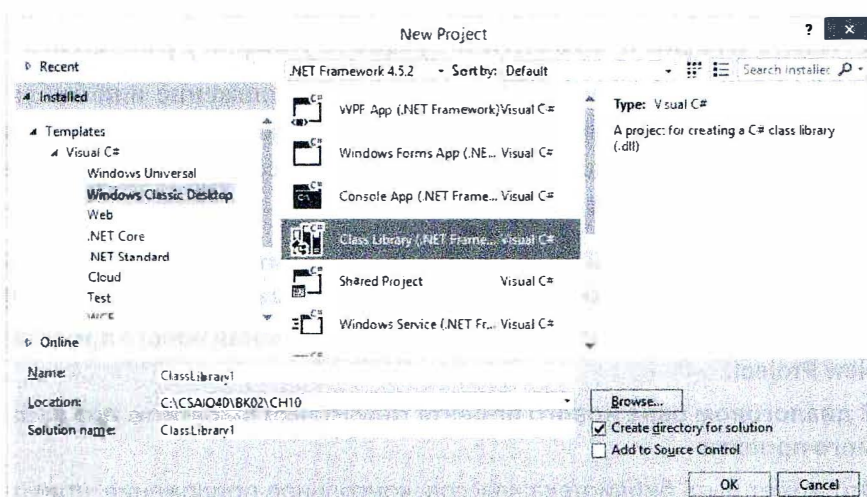 New Project
?
Recent
Installed
Templates
Visual C#
Windows Universal
Windows Classic Desktop
Web
.NET Core
.NET Standard
Cloud
Test
WCF
Online
.NET Framework 4.5.2
Sort by: Default
Search Installed
WPF App (.NET Framework) Visual C#
Windows Forms App (.NE... Visual C#
Console App (.NET Frame... Visual C#
Class Library (.NET Frame... Visual C#
Shared Project Visual C#
Windows Service (.NET Fr... Visual C#
Type: Visual C#
A project for creating a C# class library
(.dll)
Name: ClassLibrary1
Location: C:\CSAIO4D\BK02\CH10
Solution name: ClassLibrary1
Browse...
Create directory for solution
Add to Source Control
OK Cancel